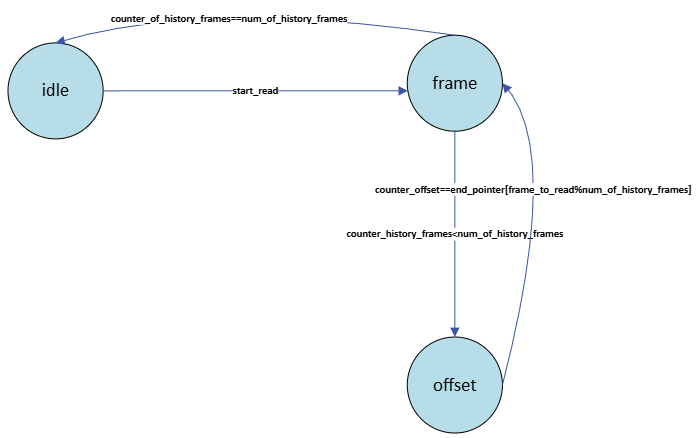 counter_of_history_frames==num_of_history_frames
idle
start_read
frame
counter_offset==end_pointer[frame_to_read%num_of_history_frames]
counter_history_frames<num_of_history_frames
offset